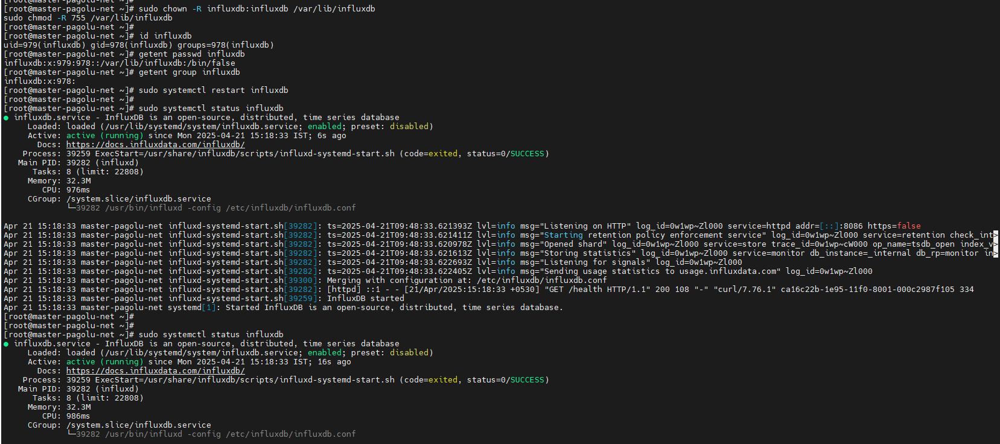 [root@master-pagolu-net ~]#
[root@master-pagolu-net ~]# sudo chown -R influxdb:influxdb /var/lib/influxdb
sudo chmod -R 755 /var/lib/influxdb
[root@master-pagolu-net ~]#
[root@master-pagolu-net ~]# id influxdb
uid=979(influxdb) gid=978(influxdb) groups=978(influxdb)
[root@master-pagolu-net ~]# getent passwd influxdb
influxdb:x:979:978::/var/lib/influxdb:/bin/false
[root@master-pagolu-net ~]# getent group influxdb
influxdb:x:978:
[root@master-pagolu-net ~]# sudo systemctl restart influxdb
[root@master-pagolu-net ~]#
[root@master-pagolu-net ~]# sudo systemctl status influxdb
● influxdb.service - InfluxDB is an open-source, distributed, time series database
Loaded: loaded (/usr/lib/systemd/system/influxdb.service; enabled; preset: disabled)
Active: active (running) since Mon 2025-04-21 15:18:33 IST; 6s ago
Docs: https://docs.influxdata.com/influxdb/
Process: 39259 ExecStart=/usr/share/influxdb/scripts/influxd-systemd-start.sh (code=exited, status=0/SUCCESS)
Main PID: 39282 (influxd)
Tasks: 8 (limit: 22808)
Memory: 32.3M
CPU: 976ms
CGroup: /system.slice/influxdb.service
└─39282 /usr/bin/influxd -config /etc/influxdb/influxdb.conf
Apr 21 15:18:33 master-pagolu-net influxd-systemd-start.sh[39282]: ts=2025-04-21T09:48:33.621393Z lvl=info msg="Listening on HTTP" log_id=0w1wp~Zl000 service=httpd addr=[::]:8086 https=false
Apr 21 15:18:33 master-pagolu-net influxd-systemd-start.sh[39282]: ts=2025-04-21T09:48:33.621411Z lvl=info msg="Starting retention policy enforcement service" log_id=0w1wp~Zl000 service=retention check_int>
Apr 21 15:18:33 master-pagolu-net influxd-systemd-start.sh[39282]: ts=2025-04-21T09:48:33.620978Z lvl=info msg="Opened shard" log_id=0w1wp~Zl000 service=store trace_id=0w1wp~cW000 op_name=tsdb_open index_v>
Apr 21 15:18:33 master-pagolu-net influxd-systemd-start.sh[39282]: ts=2025-04-21T09:48:33.621613Z lvl=info msg="Storing statistics" log_id=0w1wp~Zl000 service=monitor db_instance=_internal db_rp=monitor in>
Apr 21 15:18:33 master-pagolu-net influxd-systemd-start.sh[39282]: ts=2025-04-21T09:48:33.622693Z lvl=info msg="Listening for signals" log_id=0w1wp~Zl000
Apr 21 15:18:33 master-pagolu-net influxd-systemd-start.sh[39282]: ts=2025-04-21T09:48:33.622405Z lvl=info msg="Sending usage statistics to usage.influxdata.com" log_id=0w1wp~Zl000
Apr 21 15:18:33 master-pagolu-net influxd-systemd-start.sh[39300]: Merging with configuration at: /etc/influxdb/influxdb.conf
Apr 21 15:18:33 master-pagolu-net influxd-systemd-start.sh[39282]: [httpd] ::1 - - [21/Apr/2025:15:18:33 +0530] "GET /health HTTP/1.1" 200 108 "-" "curl/7.76.1" ca16c22b-1e95-11f0-8001-000c2987f105 334
Apr 21 15:18:33 master-pagolu-net influxd-systemd-start.sh[39259]: InfluxDB started
Apr 21 15:18:33 master-pagolu-net systemd[1]: Started InfluxDB is an open-source, distributed, time series database.
[root@master-pagolu-net ~]#
[root@master-pagolu-net ~]#
[root@master-pagolu-net ~]# sudo systemctl status influxdb
● influxdb.service - InfluxDB is an open-source, distributed, time series database
Loaded: loaded (/usr/lib/systemd/system/influxdb.service; enabled; preset: disabled)
Active: active (running) since Mon 2025-04-21 15:18:33 IST; 16s ago
Docs: https://docs.influxdata.com/influxdb/
Process: 39259 ExecStart=/usr/share/influxdb/scripts/influxd-systemd-start.sh (code=exited, status=0/SUCCESS)
Main PID: 39282 (influxd)
Tasks: 8 (limit: 22808)
Memory: 32.3M
CPU: 986ms
CGroup: /system.slice/influxdb.service
└─39282 /usr/bin/influxd -config /etc/influxdb/influxdb.conf